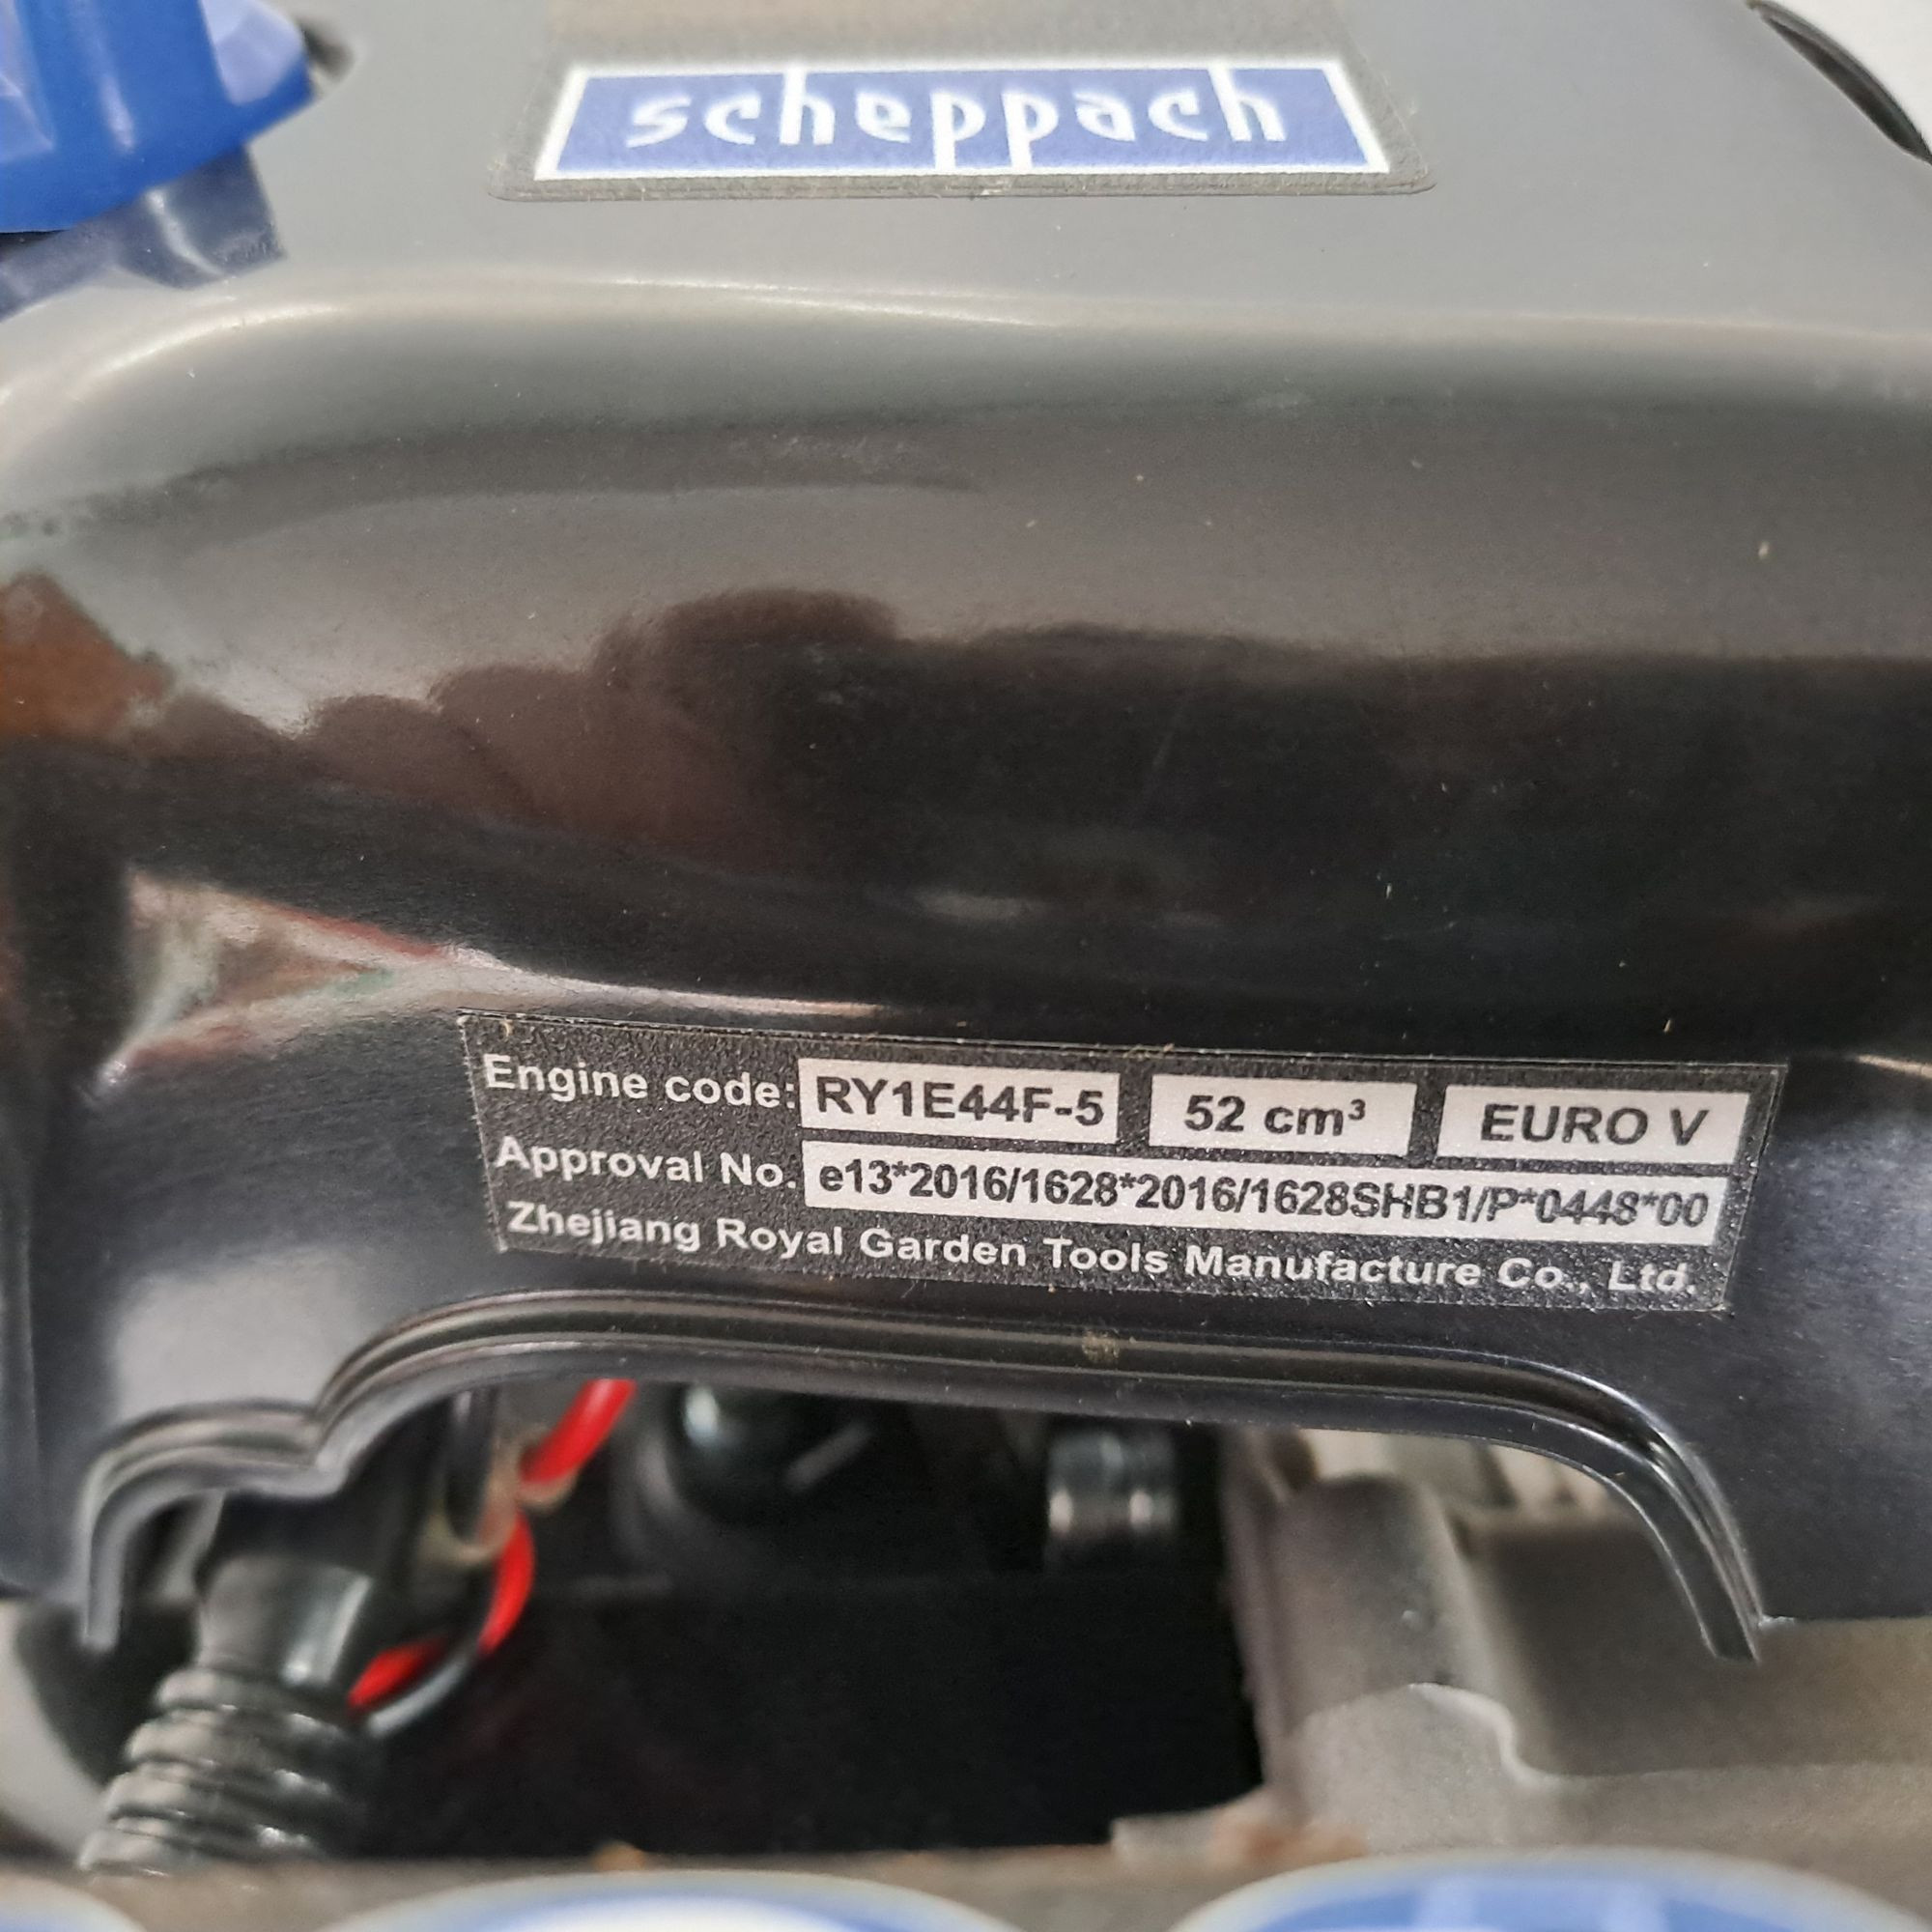 scheppach
Engine code: RY1E44F-5 52 cm³ EURO V
Approval No. e13*2016/1628*2016/1628SHB1/P*0448*00
Zhejiang Royal Garden Tools Manufacture Co., Ltd.